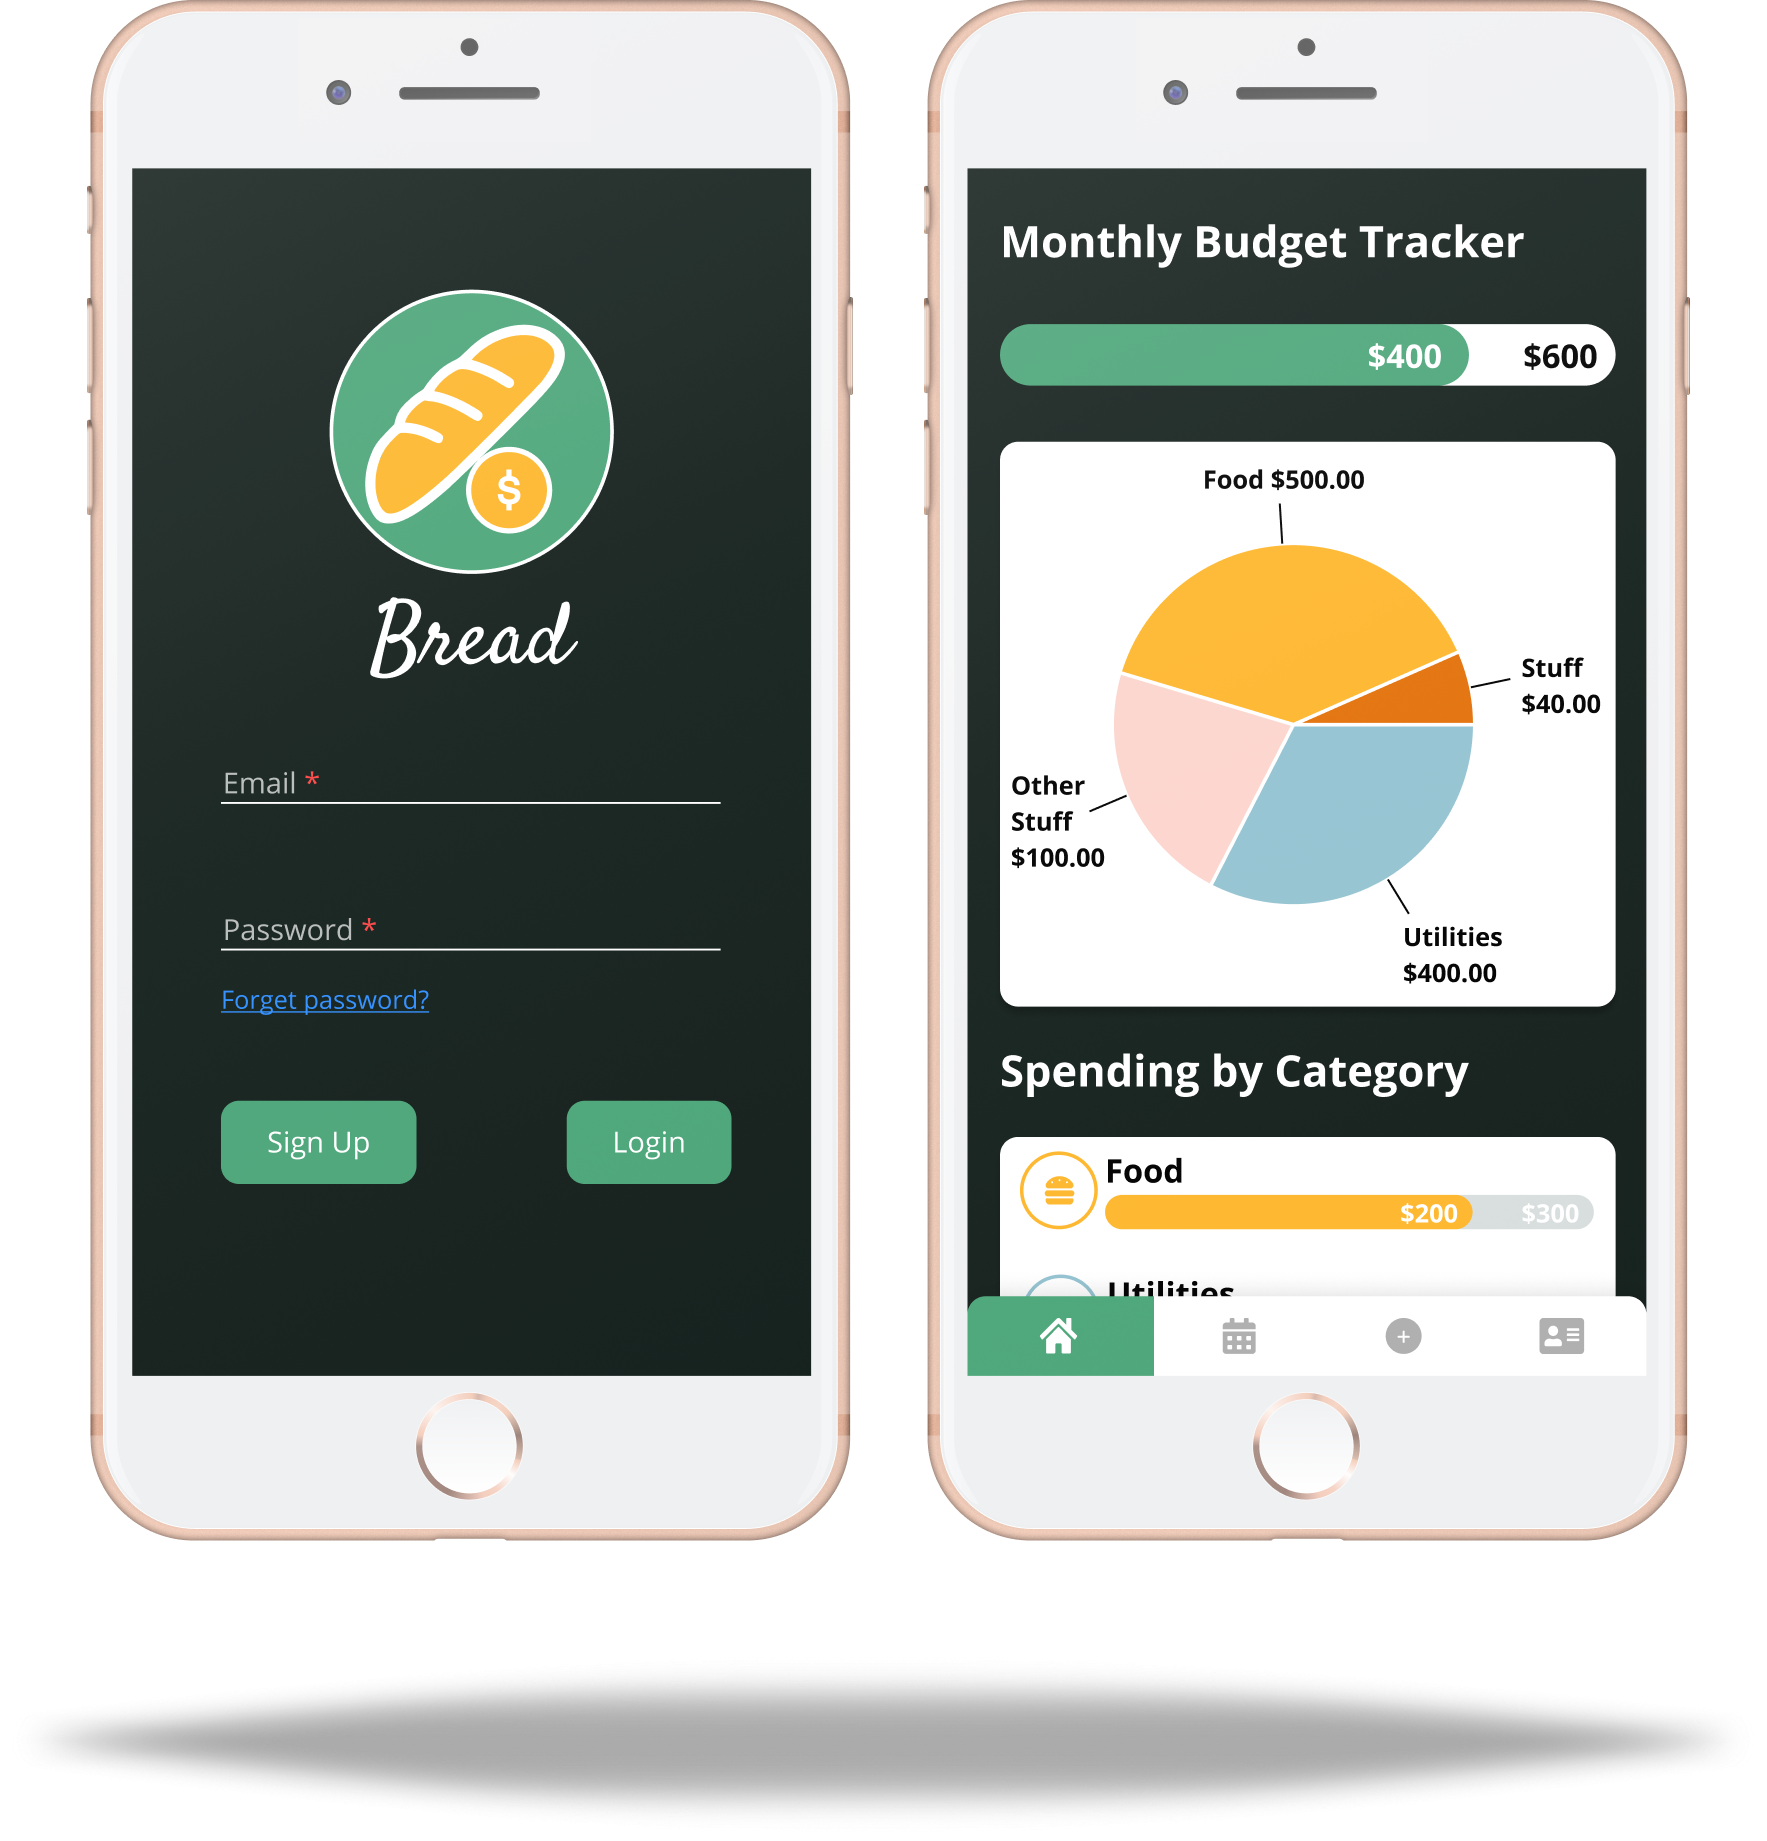 $
Bread
Email *
Password *
Forget password?
Sign Up
Login
Monthly Budget Tracker
$400
$600
Food $500.00
Stuff
$40.00
Other
Stuff
$100.00
Utilities
$400.00
Spending by Category
Food
$200
$300
Utilities